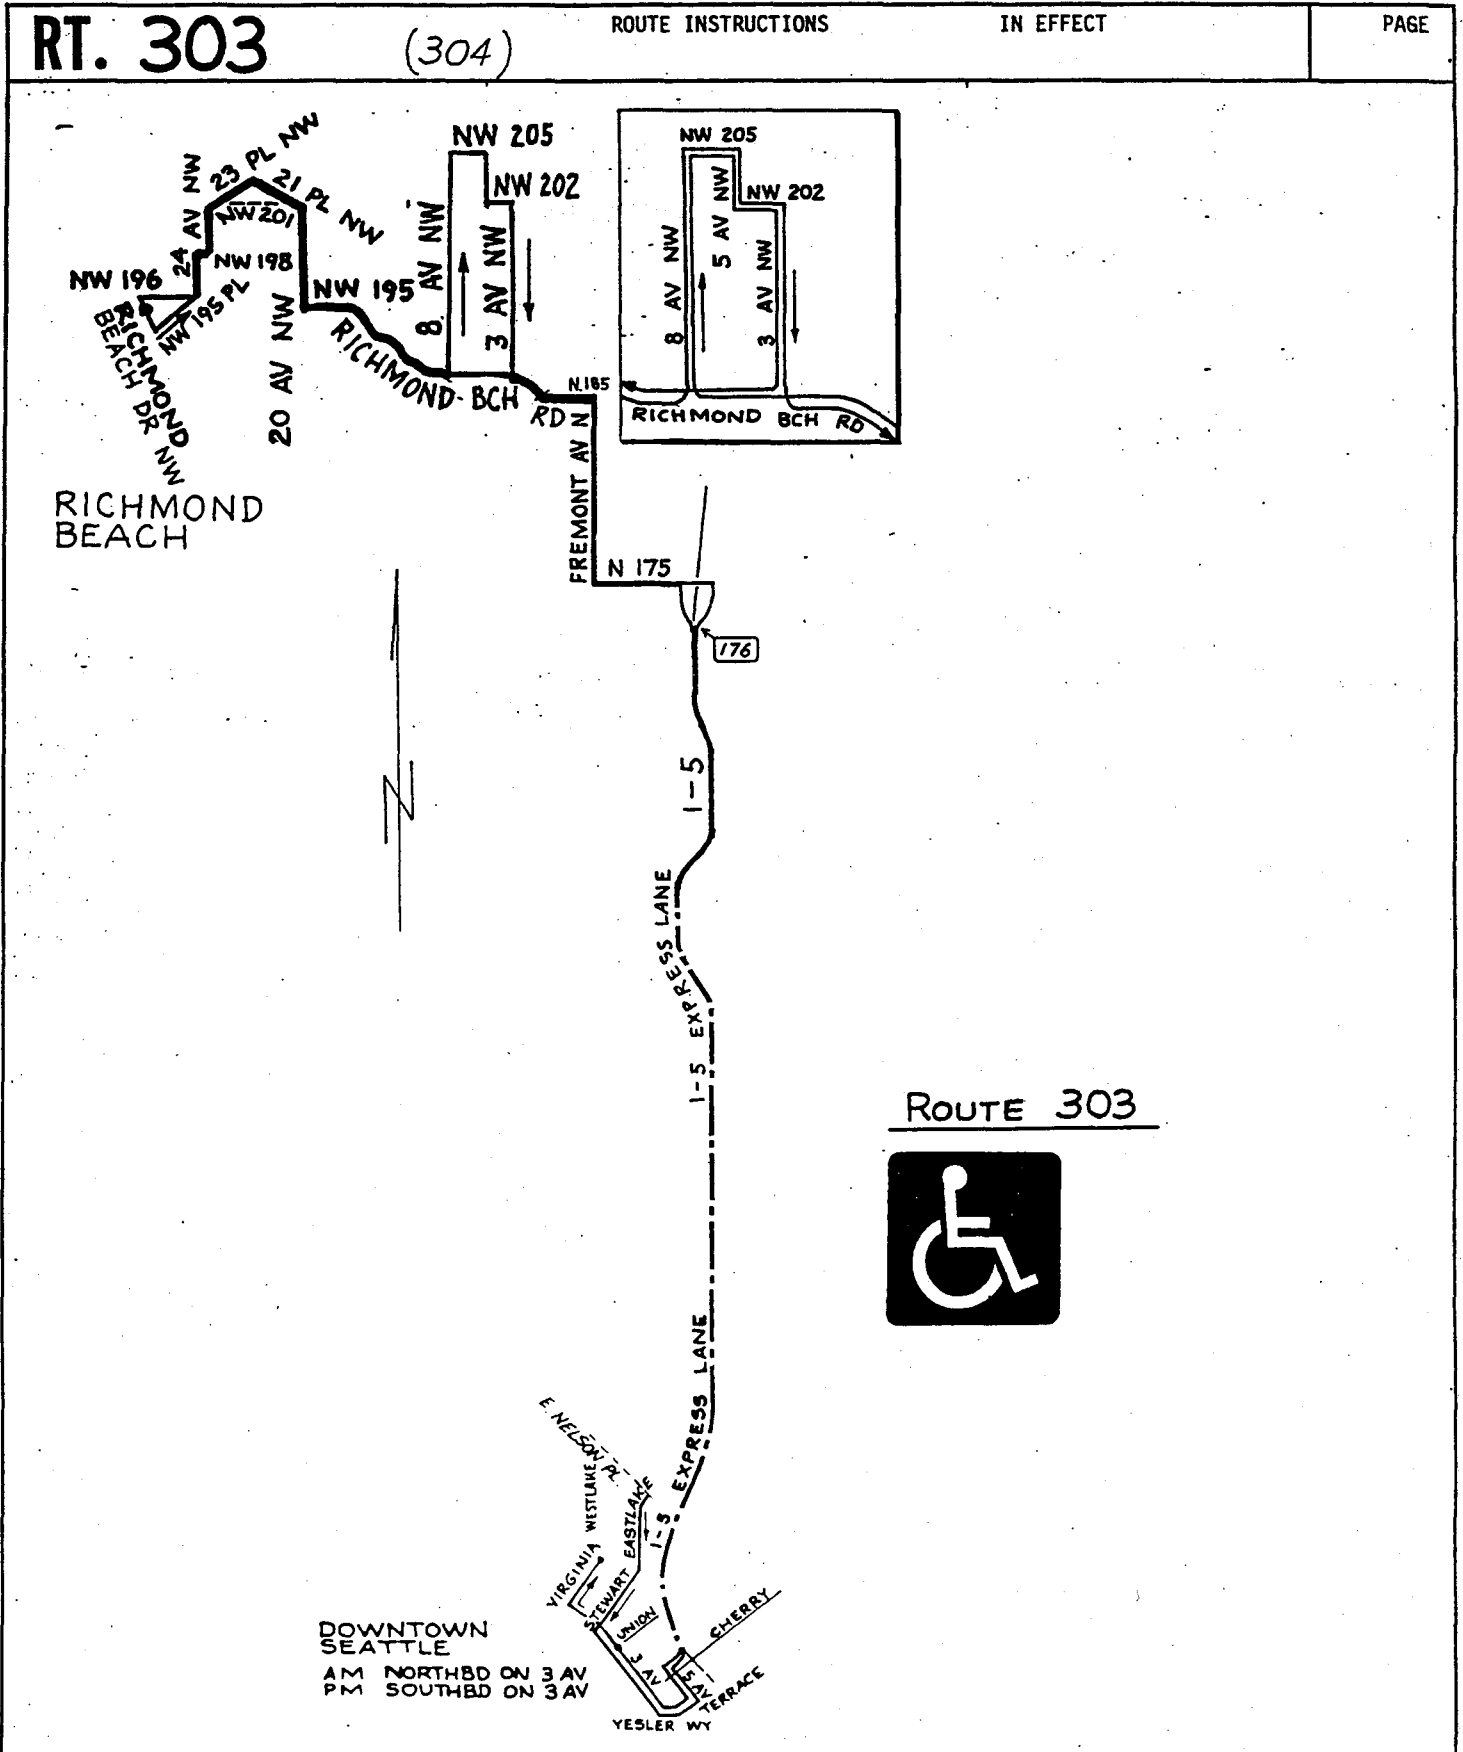 RT. 303
(304)
ROUTE INSTRUCTIONS
IN EFFECT
PAGE
24 AV NW
23 PL NW
21 PL NW
NW 201
NW 198
NW 196
NW 195 PL
RICHMOND
BEACH DR NW
20 AV NW
NW 195
RICHMOND BCH RD
8 AV NW
NW 205
NW 202
3 AV NW
N.185
RICHMOND
BEACH
NW 205
NW 202
8 AV NW
5 AV NW
3 AV NW
RICHMOND BCH RD
FREMONT AV N
N 175
176
N
I-5
I-5 EXPRESS LANE
ROUTE 303
I-5 EXPRESS LANE
E. NELSON PL.
WESTLAKE
VIRGINIA
EASTLAKE
STEWART
UNION
CHERRY
3 AV
5 AV
TERRACE
YESLER WY
DOWNTOWN
SEATTLE
AM NORTHBD ON 3 AV
PM SOUTHBD ON 3 AV